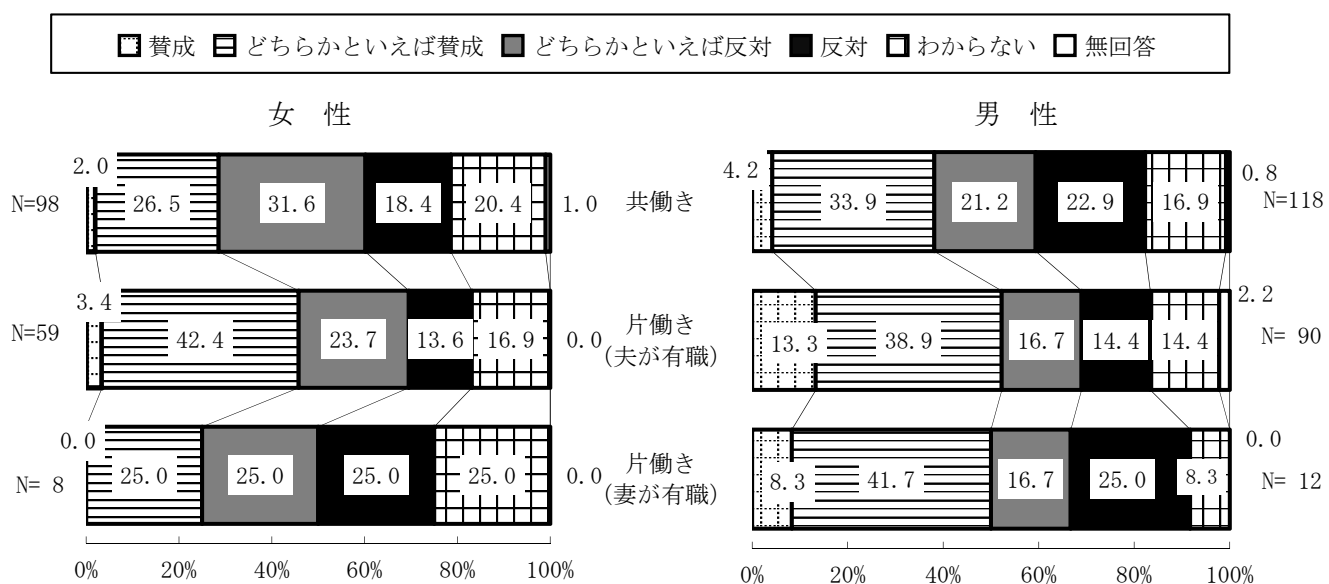 賛成 どちらかといえば賛成 どちらかといえば反対 反対 わからない 無回答
女 性
男 性
N=98 2.0 26.5 31.6 18.4 20.4 1.0 共働き 4.2 33.9 21.2 22.9 16.9 0.8 N=118
N=59 3.4 42.4 23.7 13.6 16.9 0.0 片働き
(夫が有職) 13.3 38.9 16.7 14.4 14.4 2.2 N= 90
N= 8 0.0 25.0 25.0 25.0 25.0 0.0 片働き
(妻が有職) 8.3 41.7 16.7 25.0 8.3 0.0 N= 12
0% 20% 40% 60% 80% 100%
0% 20% 40% 60% 80% 100%